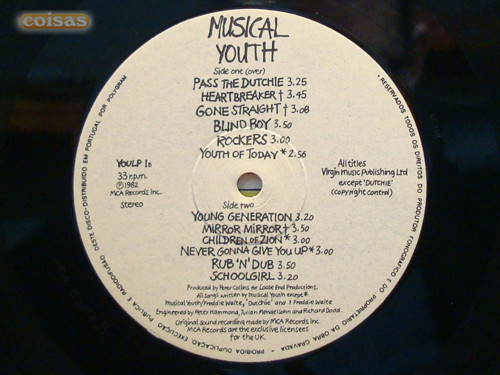 coisas
MUSICAL
YOUTH
Side one (over)
PASS THE DUTCHIE 3.25
HEARTBREAKER † 3.45
GONE STRAIGHT † 3.08
BLIND BOY 3.50
ROCKERS 3.00
YOUTH OF TODAY * 2.56
YOULP 1B
33 r.p.m.
Ⓟ 1982
MCA Records Inc.
Stereo
All titles
Virgin Music Publishing Ltd
except 'DUTCHIE'
(copyright control)
Side two
YOUNG GENERATION 3.20
MIRROR MIRROR † 3.50
CHILDREN OF ZION * 3.00
NEVER GONNA GIVE YOU UP * 3.00
RUB 'N' DUB 3.50
SCHOOLGIRL 3.20
Produced by Peter Collins for Loose End Productions.
All songs written by Musical Youth except *
Musical Youth/Freddie Waite, 'Dutchie' and † Freddie Waite
Engineered by Peter Hammond, Julian Mendelsohn and Richard Dodd.
Original sound recording made by MCA Records Inc.
MCA Records are the exclusive licensees
for the UK.
• RESERVADOS TODOS OS DIREITOS DO PRODUTOR FONOGRAFICO E DO PROPRIETARIO DA OBRA GRAVADA • PROIBIDA DUPLICAÇÃO, EXECUÇÃO PUBLICA E RADIODIFUSÃO DESTE DISCO • DISTRIBUIDO EM PORTUGAL POR POLYGRAM